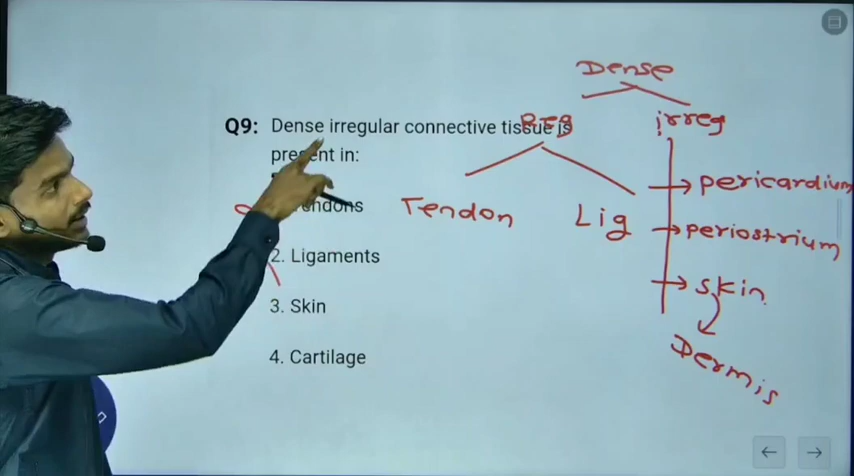 Q9: Dense irregular connective tissue is
present in:
Tendons
2. Ligaments
3. Skin
4. Cartilage
Dense
REG
irreg
Tendon
Lig
pericardium
periostrium
skin
Dermis